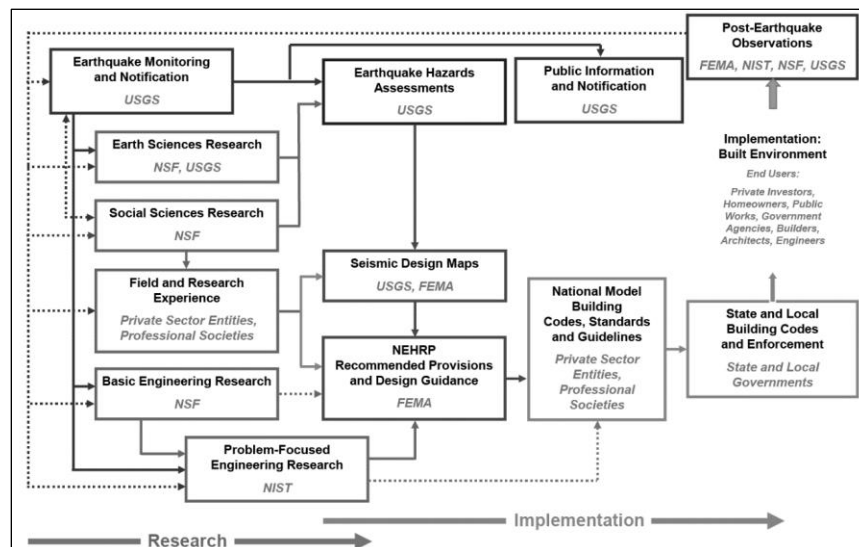 Earthquake Monitoring
and Notification
USGS
Earth Sciences Research
NSF, USGS
Social Sciences Research
NSF
Field and Research
Experience
Private Sector Entities,
Professional Societies
Basic Engineering Research
NSF
Problem-Focused
Engineering Research
NIST
Earthquake Hazards
Assessments
USGS
Seismic Design Maps
USGS, FEMA
NEHRP
Recommended Provisions
and Design Guidance
FEMA
Public Information
and Notification
USGS
National Model
Building
Codes, Standards
and Guidelines
Private Sector
Entities,
Professional
Societies
Post-Earthquake
Observations
FEMA, NIST, NSF, USGS
Implementation:
Built Environment
End Users:
Private Investors,
Homeowners, Public
Works, Government
Agencies, Builders,
Architects, Engineers
State and Local
Building Codes
and Enforcement
State and Local
Governments
Implementation
Research